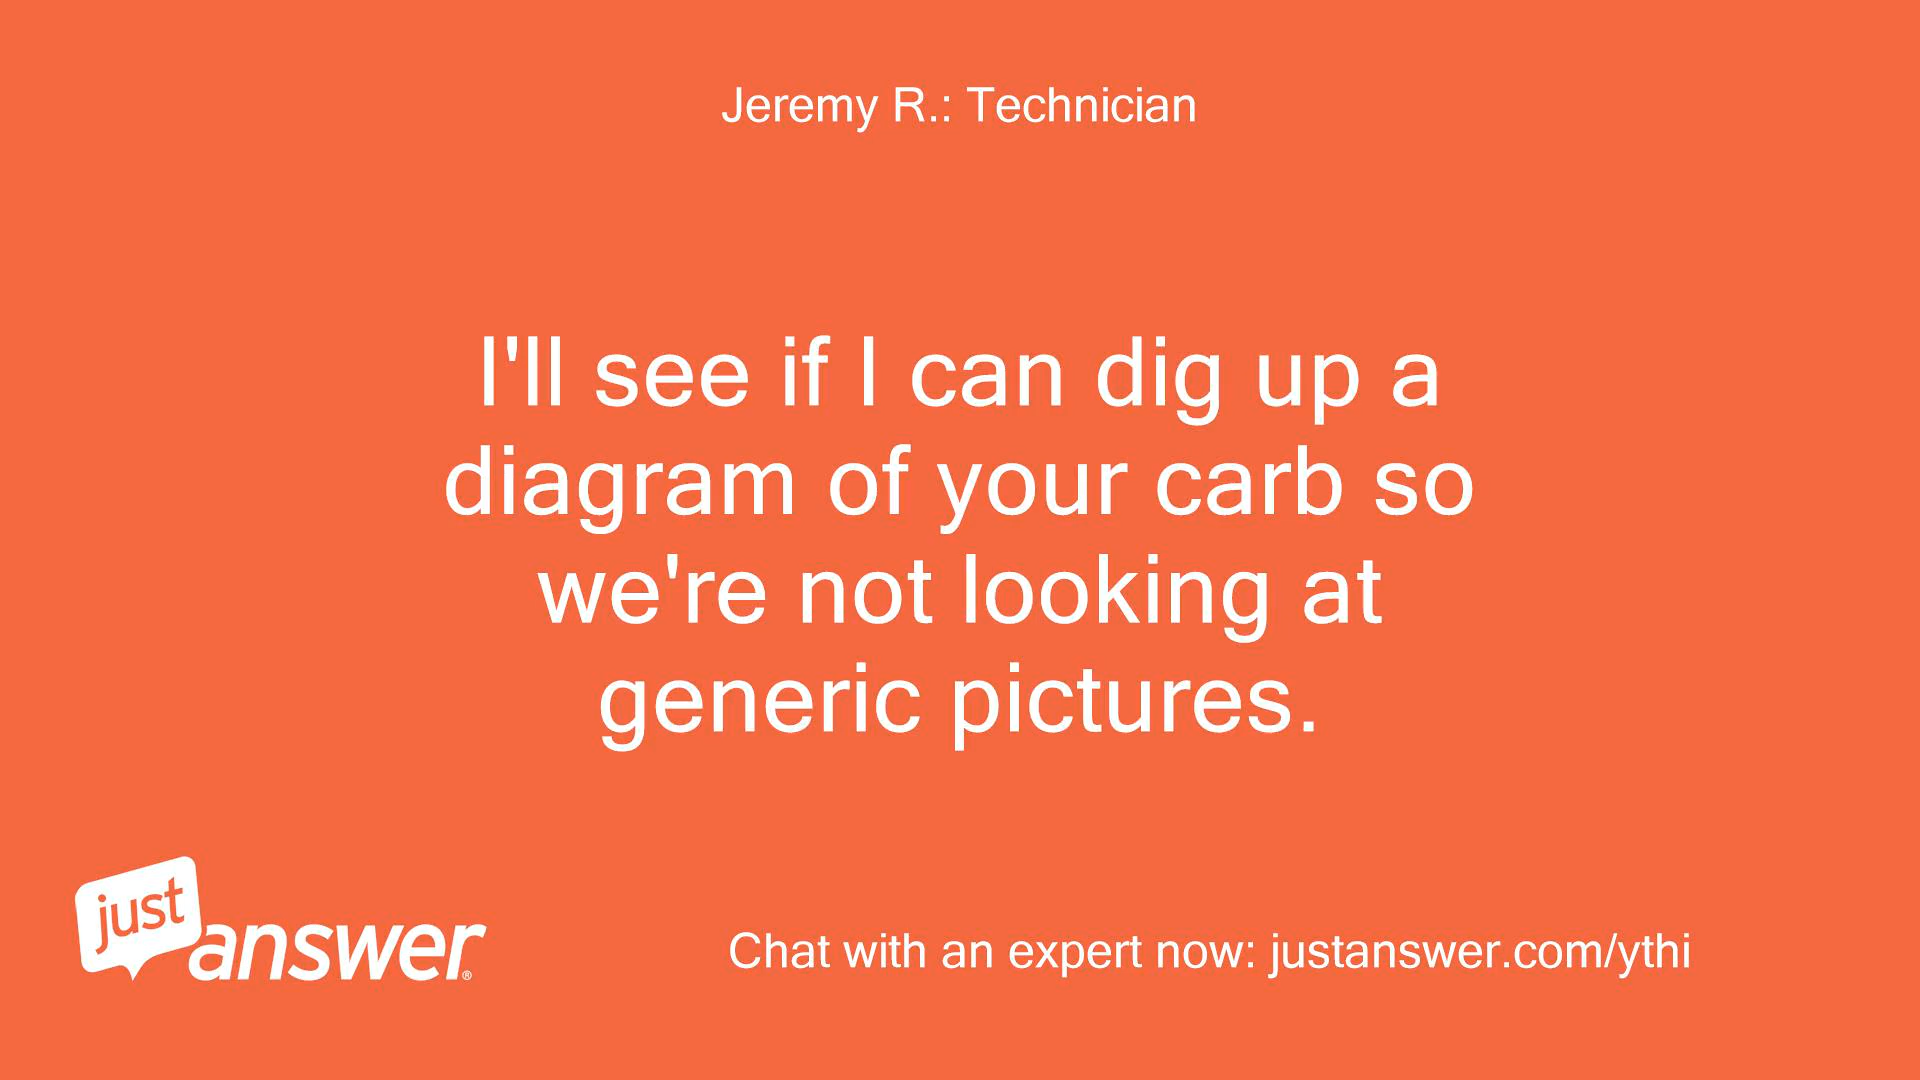 Jeremy R.: Technician
I'll see if I can dig up a
diagram of your carb so
we're not looking at
generic pictures.
just
answer®
Chat with an expert now: justanswer.com/ythi